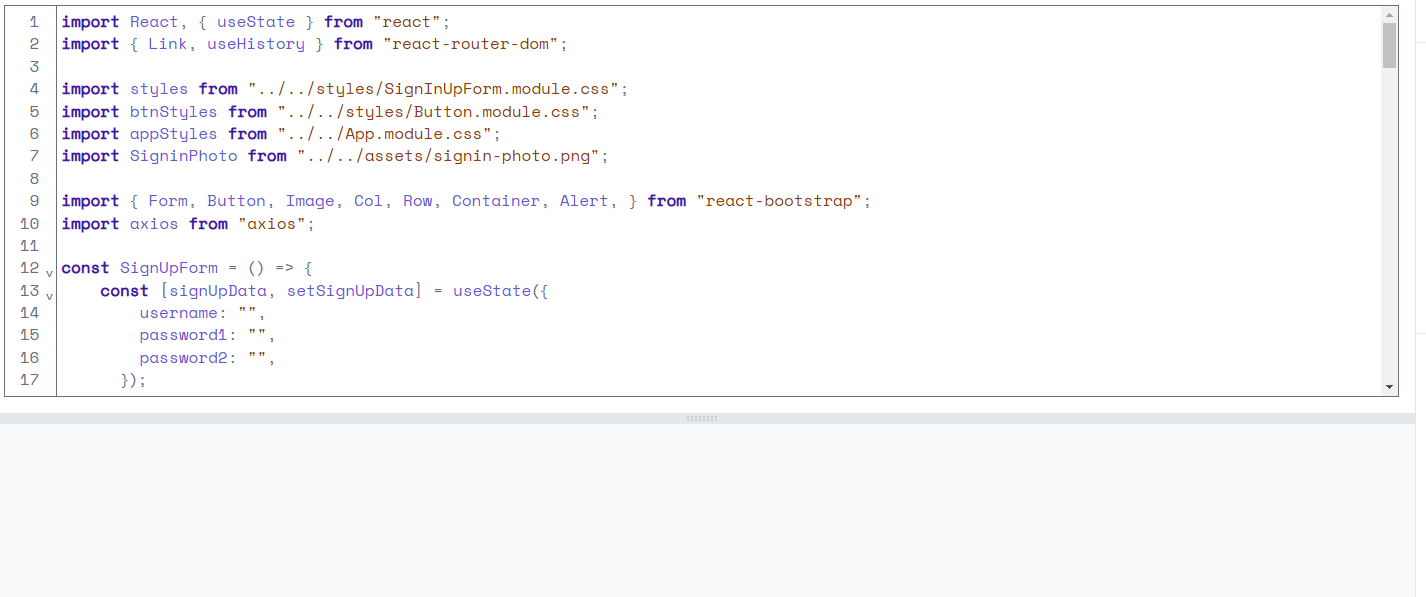 1 import React, { useState } from "react";
2 import { Link, useHistory } from "react-router-dom";
3
4 import styles from "../../styles/SignInUpForm.module.css";
5 import btnStyles from "../../styles/Button.module.css";
6 import appStyles from "../../App.module.css";
7 import SigninPhoto from "../../assets/signin-photo.png";
8
9 import { Form, Button, Image, Col, Row, Container, Alert, } from "react-bootstrap";
10 import axios from "axios";
11
12 v const SignUpForm = () => {
13 v     const [signUpData, setSignUpData] = useState({
14         username: "",
15         password1: "",
16         password2: "",
17       });